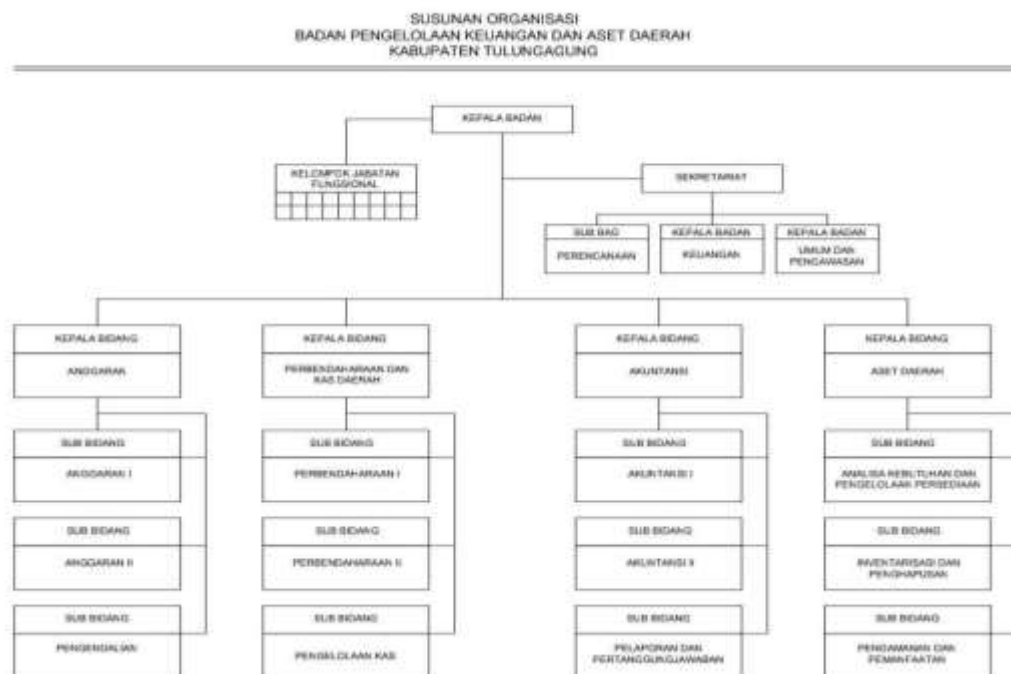 SUSUNAN ORGANISASI
BADAN PENGELOLAAN KEUANGAN DAN ASET DAERAH
KABUPATEN TULUNGAGUNG
KEPALA BADAN
KELOMPOK JABATAN
FUNGSIONAL
SEKRETARIAT
SUB BAG
PERENCANAAN
KEPALA BADAN
KEUANGAN
KEPALA BADAN
UMUM DAN
PENGAWASAN
KEPALA BIDANG
ANGGARAN
KEPALA BIDANG
PERBENDAHARAAN DAN
KAS DAERAH
KEPALA BIDANG
AKUNTANSI
KEPALA BIDANG
ASET DAERAH
SUB BIDANG
ANGGARAN I
SUB BIDANG
PERBENDAHARAAN I
SUB BIDANG
AKUNTANSI I
SUB BIDANG
ANALISA KEBUTUHAN DAN
PENGELOLAAN PERSEDIAAN
SUB BIDANG
ANGGARAN II
SUB BIDANG
PERBENDAHARAAN II
SUB BIDANG
AKUNTANSI II
SUB BIDANG
INVENTARISASI DAN
PENGHAPUSAN
SUB BIDANG
PENGENDALIAN
SUB BIDANG
PENGELOLAAN KAS
SUB BIDANG
PELAPORAN DAN
PERTANGGUNGJAWABAN
SUB BIDANG
PENGAMANAN DAN
PEMANFAATAN